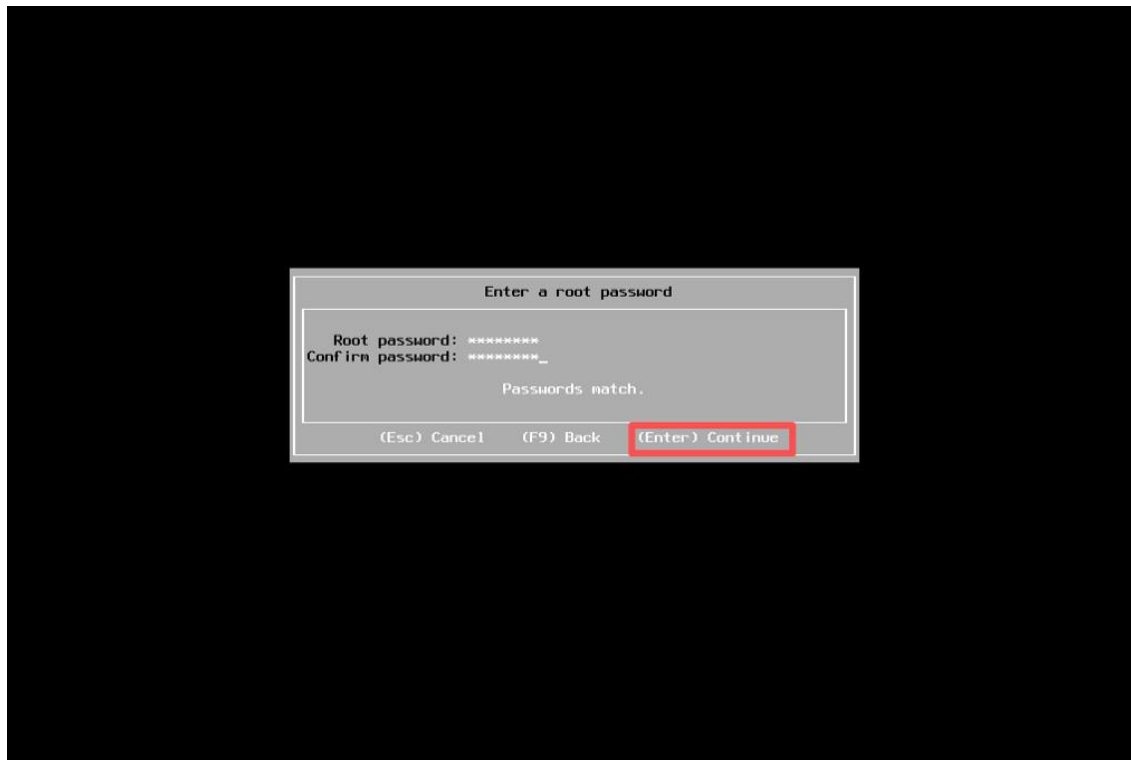 Enter a root password
Root password: ********
Confirm password: ********_
Passwords match.
(Esc) Cancel (F9) Back (Enter) Continue